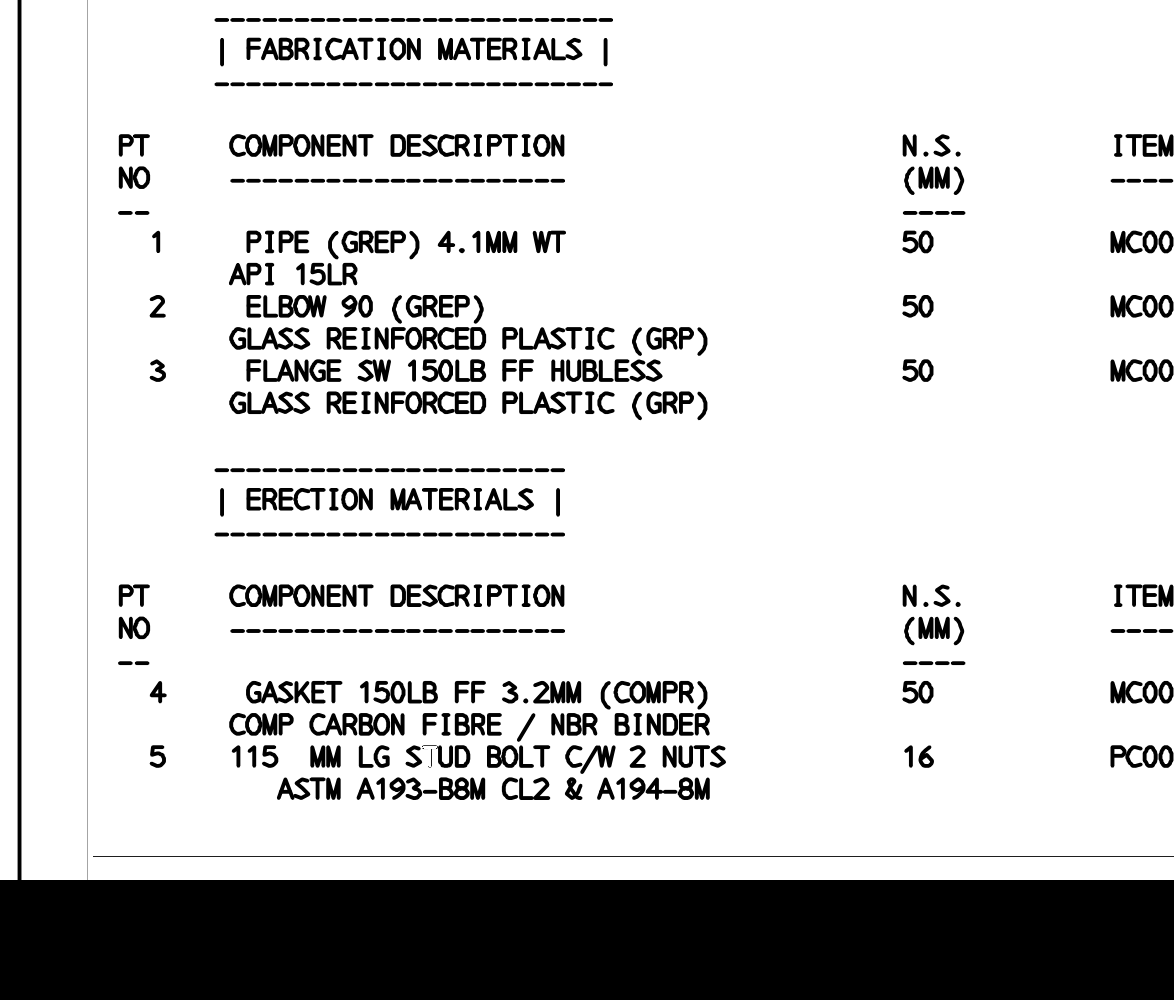 --------------------------
| FABRICATION MATERIALS |
--------------------------
PT COMPONENT DESCRIPTION N.S. ITEM
NO --------------------- (MM) ----
-- ----
1 PIPE (GREP) 4.1MM WT 50 MC00
API 15LR
2 ELBOW 90 (GREP) 50 MC00
GLASS REINFORCED PLASTIC (GRP)
3 FLANGE SW 150LB FF HUBLESS 50 MC00
GLASS REINFORCED PLASTIC (GRP)
----------------------
| ERECTION MATERIALS |
----------------------
PT COMPONENT DESCRIPTION N.S. ITEM
NO --------------------- (MM) ----
-- ----
4 GASKET 150LB FF 3.2MM (COMPR) 50 MC00
COMP CARBON FIBRE / NBR BINDER
5 115 MM LG STUD BOLT C/W 2 NUTS 16 PC00
ASTM A193-B8M CL2 & A194-8M